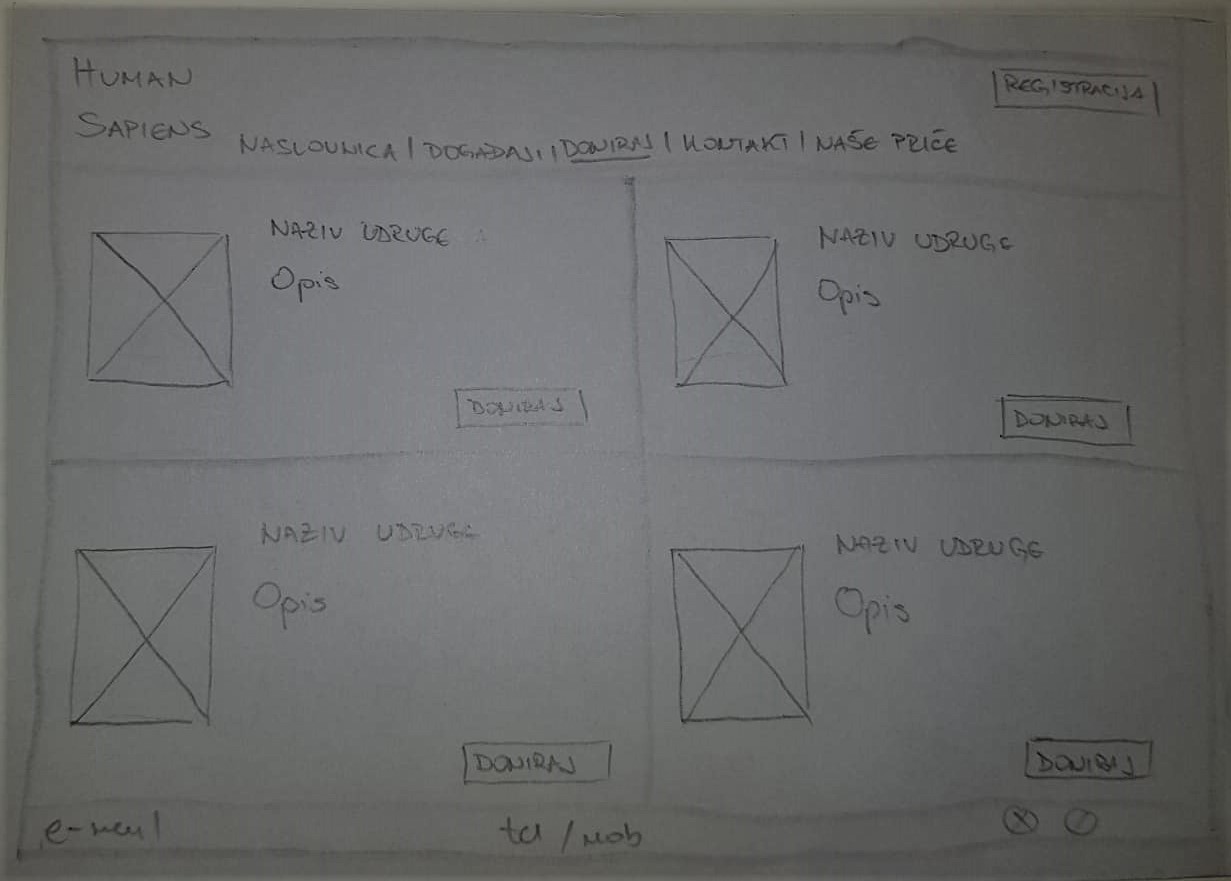 HUMAN
SAPIENS
REGISTRACIJA
NASLOVNICA | DOGAĐAJI | DONIRAJ | KONTAKT | NAŠE PRIČE
NAZIV UDRUGE
Opis
DONIRAJ
NAZIV UDRUGE
Opis
DONIRAJ
NAZIV UDRUGE
Opis
DONIRAJ
NAZIV UDRUGE
Opis
DONIRAJ
e-mail
tel / mob